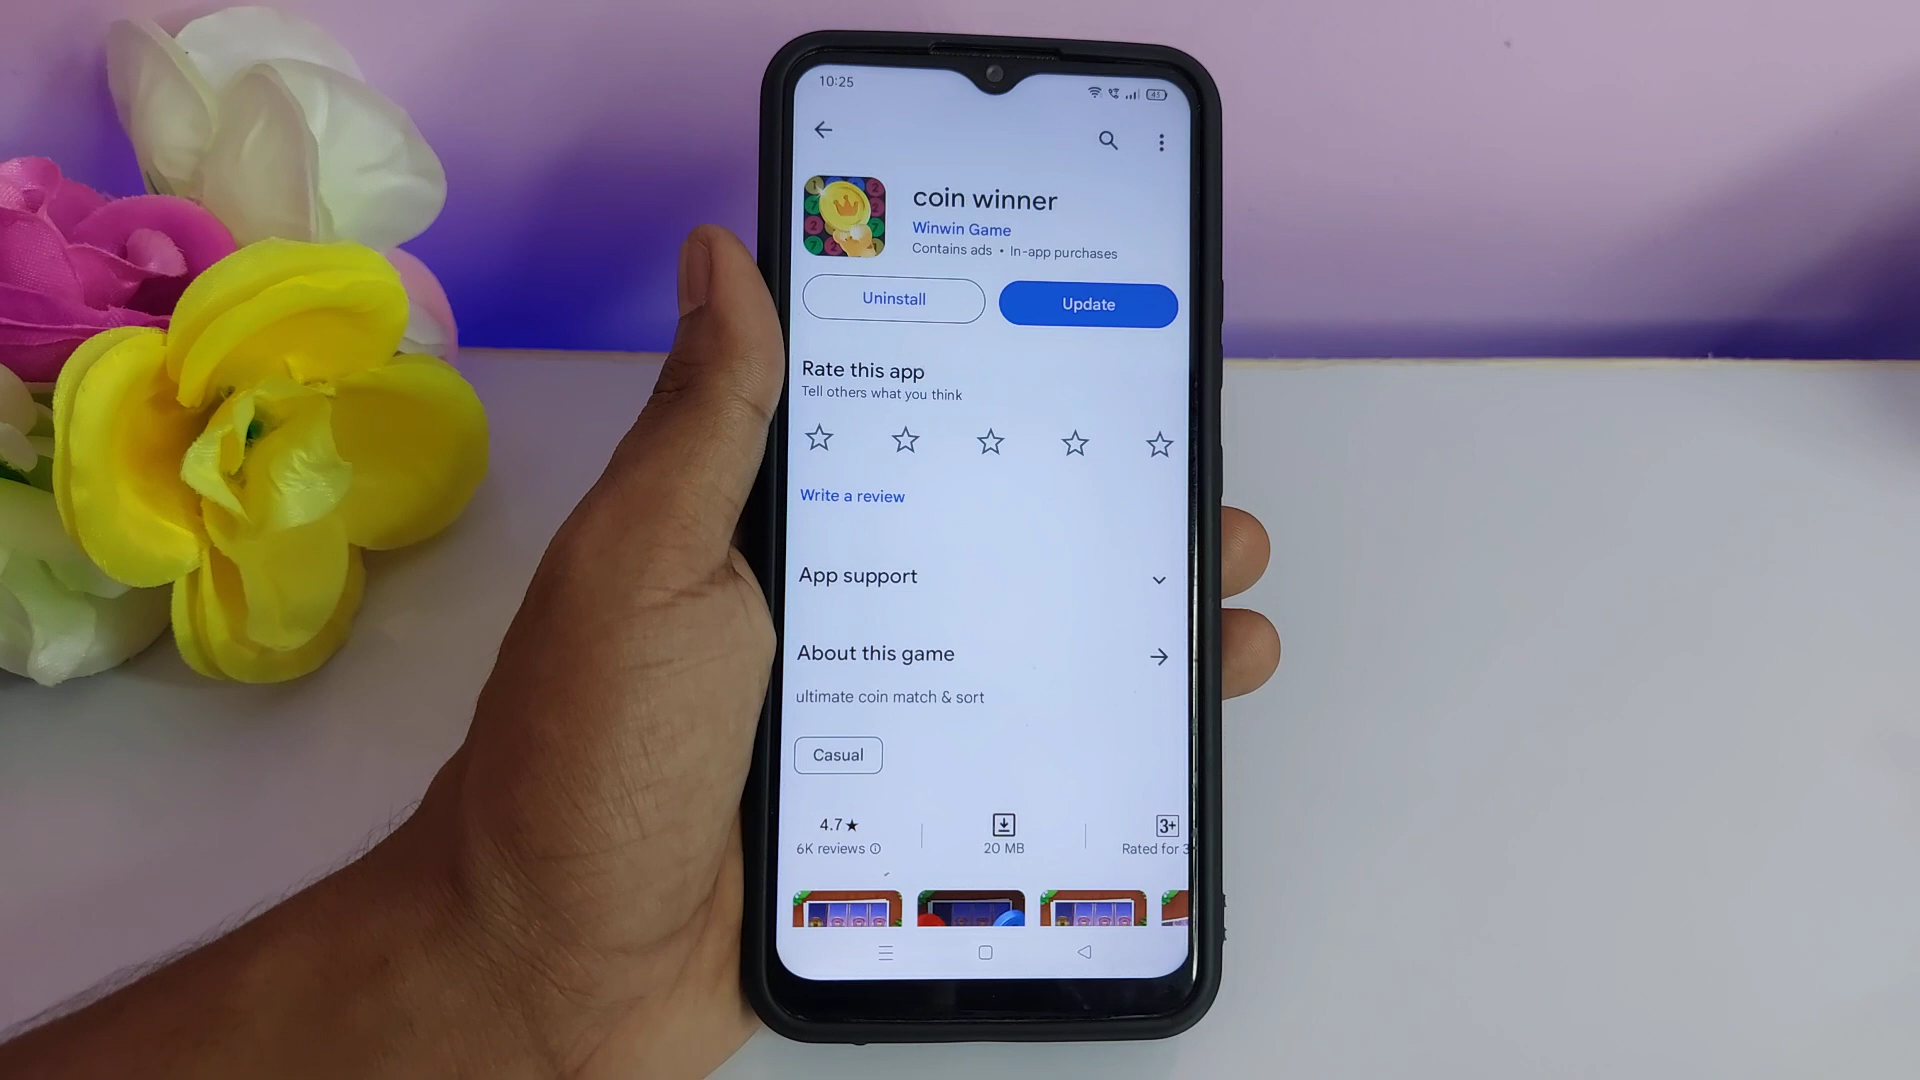 10:25
45
coin winner
Winwin Game
Contains ads • In-app purchases
Uninstall
Update
Rate this app
Tell others what you think
Write a review
App support
About this game
ultimate coin match & sort
Casual
4.7★
3+
6K reviews
20 MB
Rated for 3